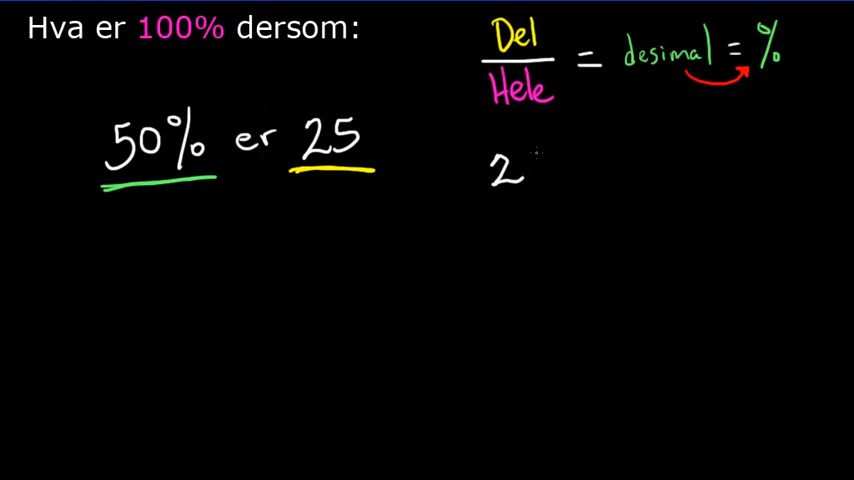 Hva er 100% dersom:
Del
Hele
= desimal = %
50% er 25
2